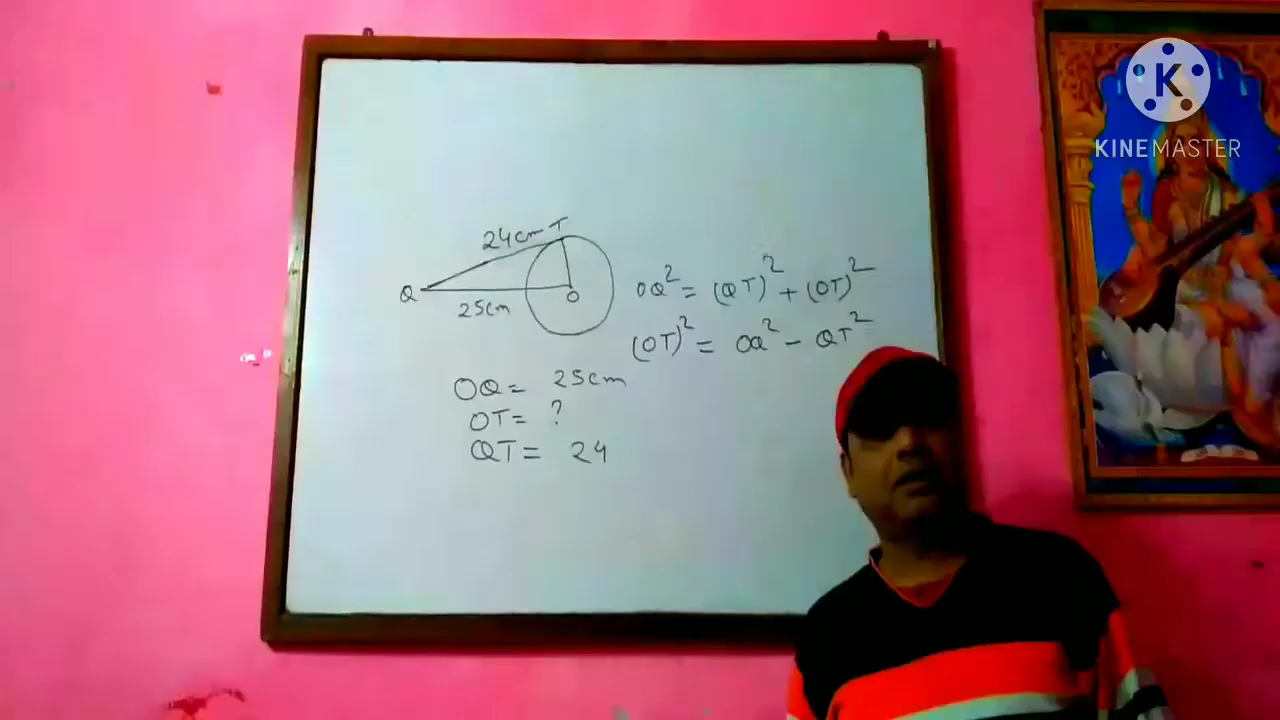 KINEMASTER
24cm T
Q
25cm
O
OQ² = (QT)² + (OT)²
(OT)² = OQ² - QT²
OQ = 25cm
OT = ?
QT = 24